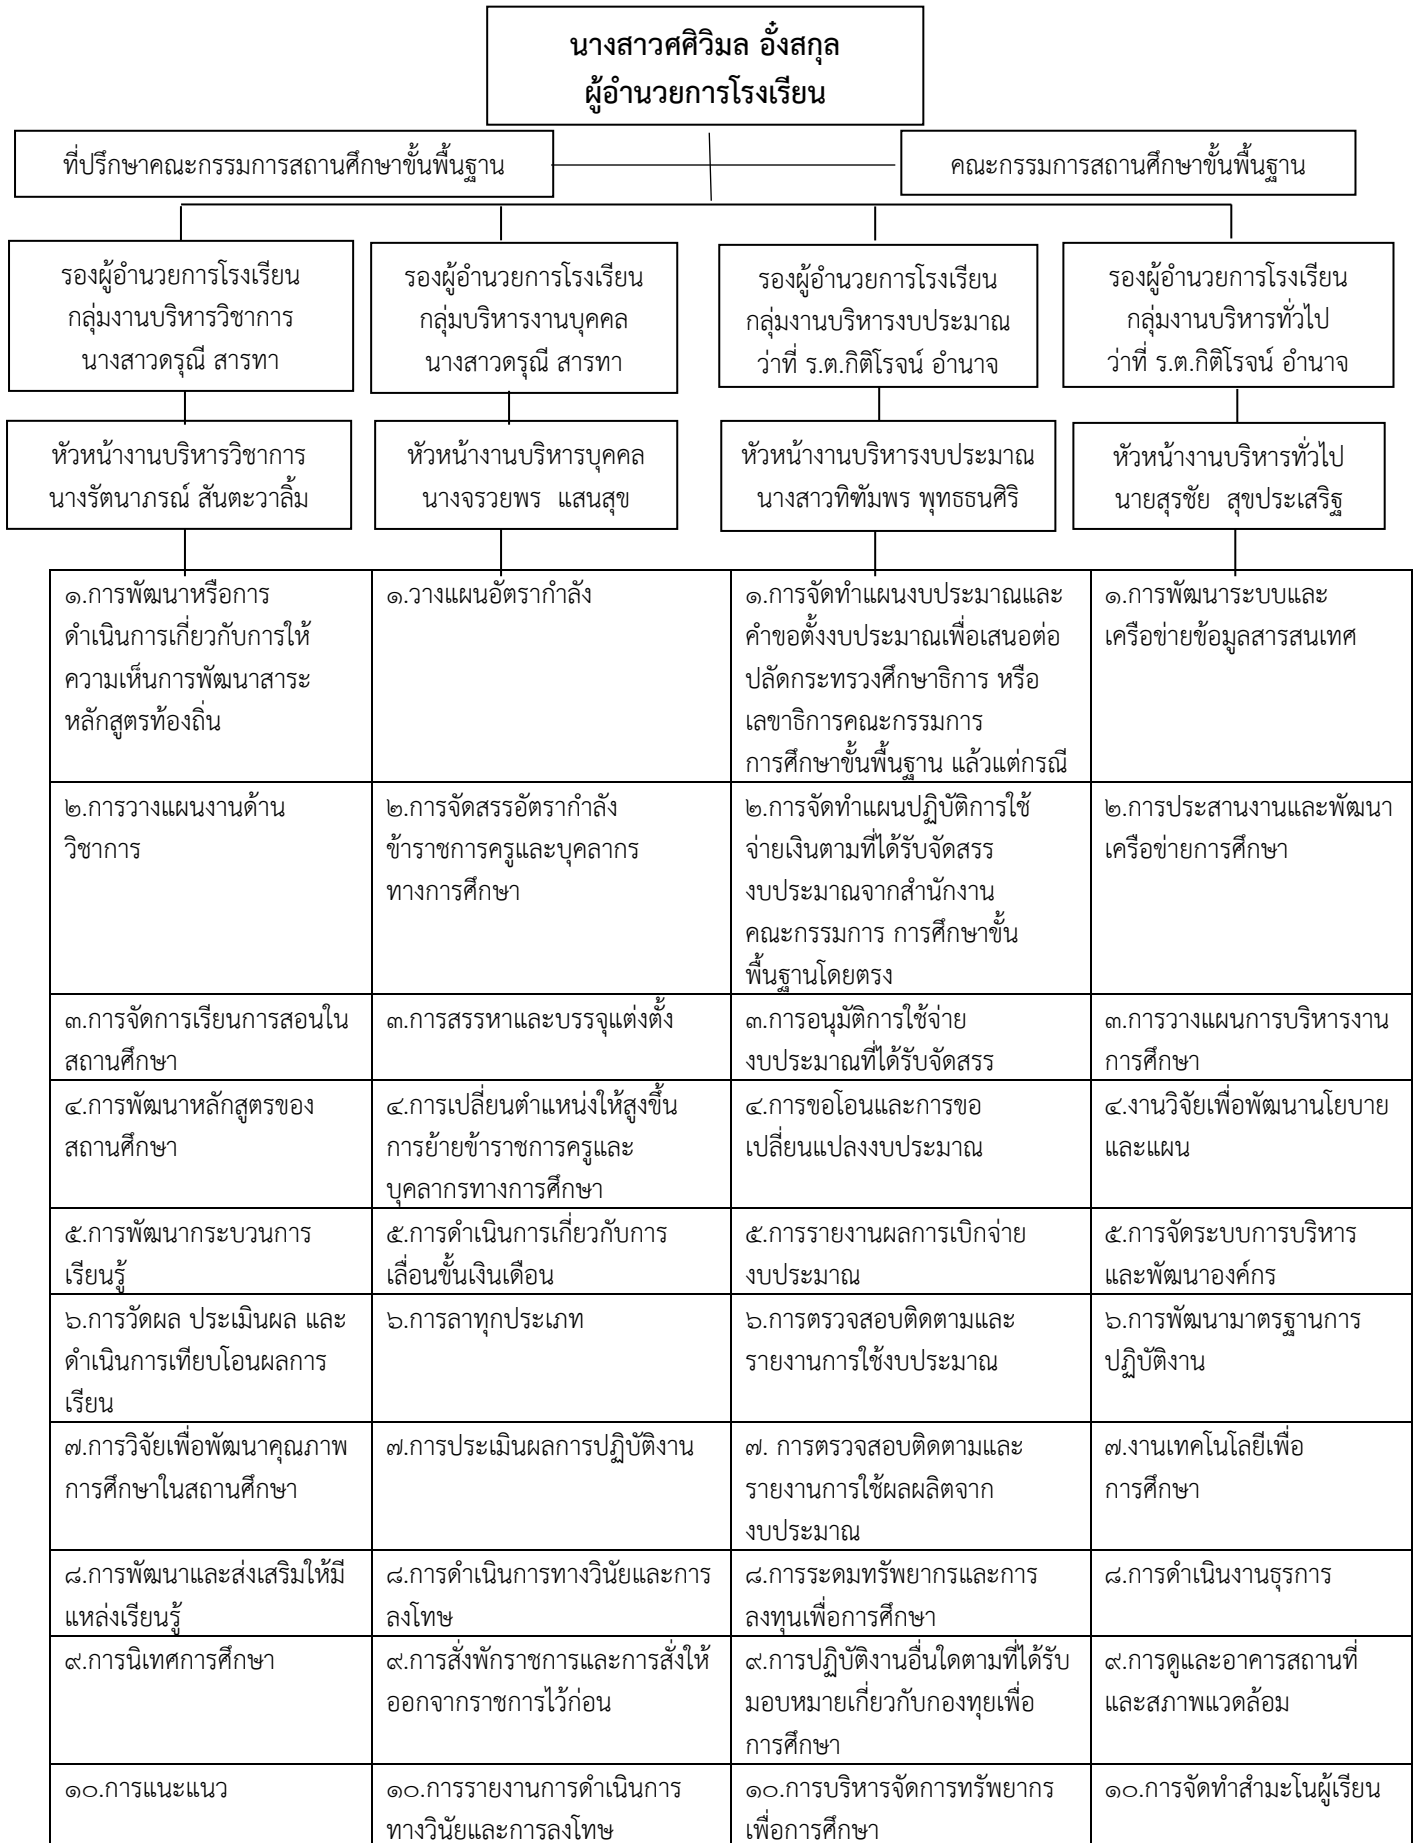 นางสาวศศิวิมล อั๋งสกุล
ผู้อำนวยการโรงเรียน
ที่ปรึกษาคณะกรรมการสถานศึกษาขั้นพื้นฐาน
คณะกรรมการสถานศึกษาขั้นพื้นฐาน
รองผู้อำนวยการโรงเรียน
กลุ่มงานบริหารวิชาการ
นางสาวดรุณี สารทา
รองผู้อำนวยการโรงเรียน
กลุ่มบริหารงานบุคคล
นางสาวดรุณี สารทา
รองผู้อำนวยการโรงเรียน
กลุ่มงานบริหารงบประมาณ
ว่าที่ ร.ต.กิติโรจน์ อำนาจ
รองผู้อำนวยการโรงเรียน
กลุ่มงานบริหารทั่วไป
ว่าที่ ร.ต.กิติโรจน์ อำนาจ
หัวหน้างานบริหารวิชาการ
นางรัตนาภรณ์ สันตะวาลิ้ม
หัวหน้างานบริหารบุคคล
นางจรวยพร  แสนสุข
หัวหน้างานบริหารงบประมาณ
นางสาวทิฑัมพร พุทธธนศิริ
หัวหน้างานบริหารทั่วไป
นายสุรชัย  สุขประเสริฐ
๑.การพัฒนาหรือการ
ดำเนินการเกี่ยวกับการให้
ความเห็นการพัฒนาสาระ
หลักสูตรท้องถิ่น
๑.วางแผนอัตรากำลัง
๑.การจัดทำแผนงบประมาณและ
คำขอตั้งงบประมาณเพื่อเสนอต่อ
ปลัดกระทรวงศึกษาธิการ หรือ
เลขาธิการคณะกรรมการ
การศึกษาขั้นพื้นฐาน แล้วแต่กรณี
๑.การพัฒนาระบบและ
เครือข่ายข้อมูลสารสนเทศ
๒.การวางแผนงานด้าน
วิชาการ
๒.การจัดสรรอัตรากำลัง
ข้าราชการครูและบุคลากร
ทางการศึกษา
๒.การจัดทำแผนปฏิบัติการใช้
จ่ายเงินตามที่ได้รับจัดสรร
งบประมาณจากสำนักงาน
คณะกรรมการ การศึกษาขั้น
พื้นฐานโดยตรง
๒.การประสานงานและพัฒนา
เครือข่ายการศึกษา
๓.การจัดการเรียนการสอนใน
สถานศึกษา
๓.การสรรหาและบรรจุแต่งตั้ง
๓.การอนุมัติการใช้จ่าย
งบประมาณที่ได้รับจัดสรร
๓.การวางแผนการบริหารงาน
การศึกษา
๔.การพัฒนาหลักสูตรของ
สถานศึกษา
๔.การเปลี่ยนตำแหน่งให้สูงขึ้น
การย้ายข้าราชการครูและ
บุคลากรทางการศึกษา
๔.การขอโอนและการขอ
เปลี่ยนแปลงงบประมาณ
๔.งานวิจัยเพื่อพัฒนานโยบาย
และแผน
๕.การพัฒนากระบวนการ
เรียนรู้
๕.การดำเนินการเกี่ยวกับการ
เลื่อนขั้นเงินเดือน
๕.การรายงานผลการเบิกจ่าย
งบประมาณ
๕.การจัดระบบการบริหาร
และพัฒนาองค์กร
๖.การวัดผล ประเมินผล และ
ดำเนินการเทียบโอนผลการ
เรียน
๖.การลาทุกประเภท
๖.การตรวจสอบติดตามและ
รายงานการใช้งบประมาณ
๖.การพัฒนามาตรฐานการ
ปฏิบัติงาน
๗.การวิจัยเพื่อพัฒนาคุณภาพ
การศึกษาในสถานศึกษา
๗.การประเมินผลการปฏิบัติงาน
๗. การตรวจสอบติดตามและ
รายงานการใช้ผลผลิตจาก
งบประมาณ
๗.งานเทคโนโลยีเพื่อ
การศึกษา
๘.การพัฒนาและส่งเสริมให้มี
แหล่งเรียนรู้
๘.การดำเนินการทางวินัยและการ
ลงโทษ
๘.การระดมทรัพยากรและการ
ลงทุนเพื่อการศึกษา
๘.การดำเนินงานธุรการ
๙.การนิเทศการศึกษา
๙.การสั่งพักราชการและการสั่งให้
ออกจากราชการไว้ก่อน
๙.การปฏิบัติงานอื่นใดตามที่ได้รับ
มอบหมายเกี่ยวกับกองทุยเพื่อ
การศึกษา
๙.การดูและอาคารสถานที่
และสภาพแวดล้อม
๑๐.การแนะแนว
๑๐.การรายงานการดำเนินการ
ทางวินัยและการลงโทษ
๑๐.การบริหารจัดการทรัพยากร
เพื่อการศึกษา
๑๐.การจัดทำสำมะโนผู้เรียน